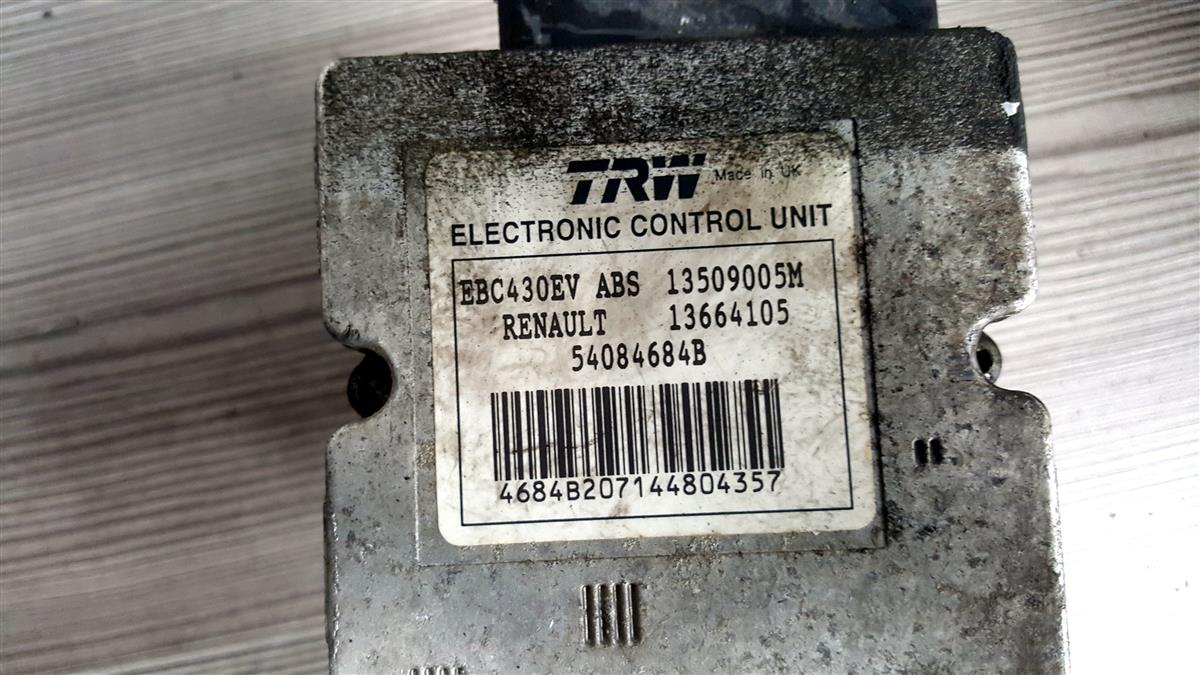 TRW Made in UK
ELECTRONIC CONTROL UNIT
EBC430EV ABS 13509005M
RENAULT 13664105
54084684B
4684B207144804357